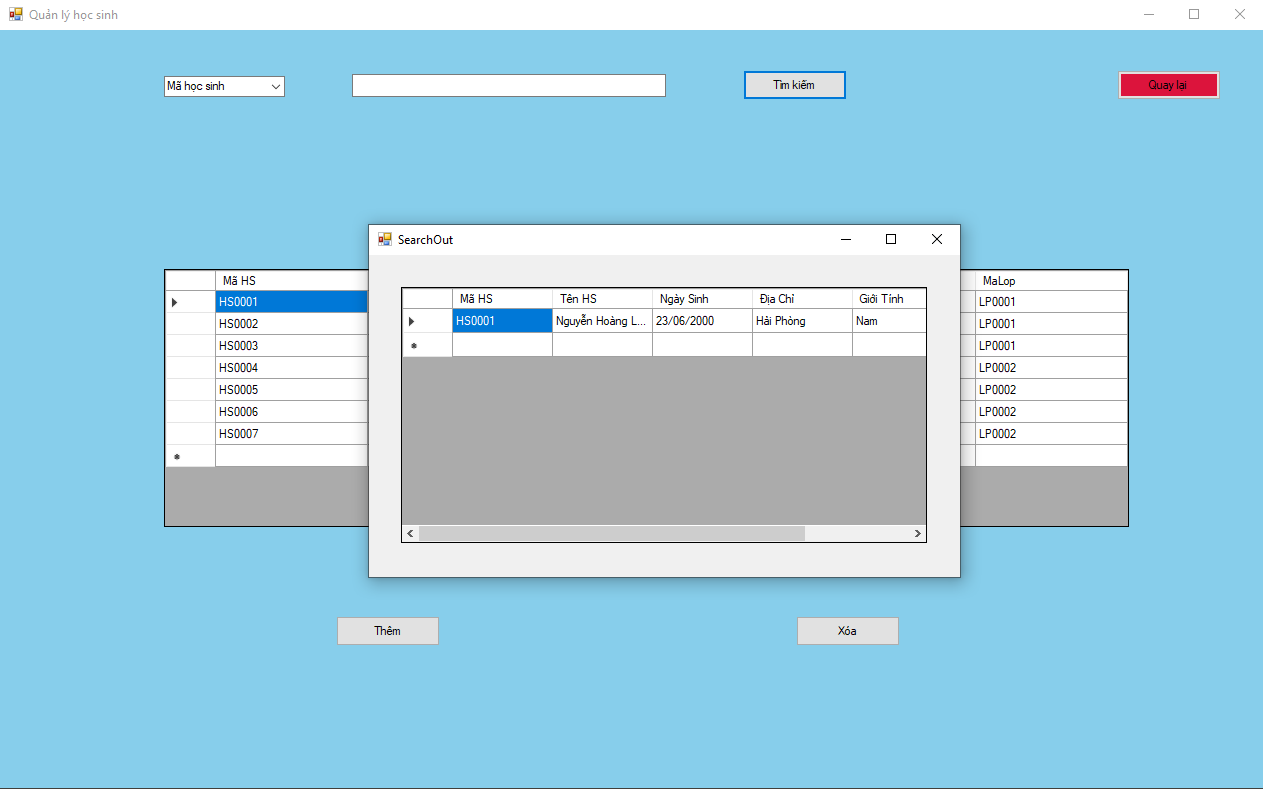 Quản lý học sinh
Mã học sinh Tìm kiếm Quay lại
SearchOut
Mã HS MaLop
Mã HS Tên HS Ngày Sinh Địa Chỉ Giới Tính
HS0001 LP0001
HS0001 Nguyễn Hoàng L... 23/06/2000 Hải Phòng Nam
HS0002 LP0001
HS0003 LP0001
HS0004 LP0002
HS0005 LP0002
HS0006 LP0002
HS0007 LP0002
Thêm Xóa